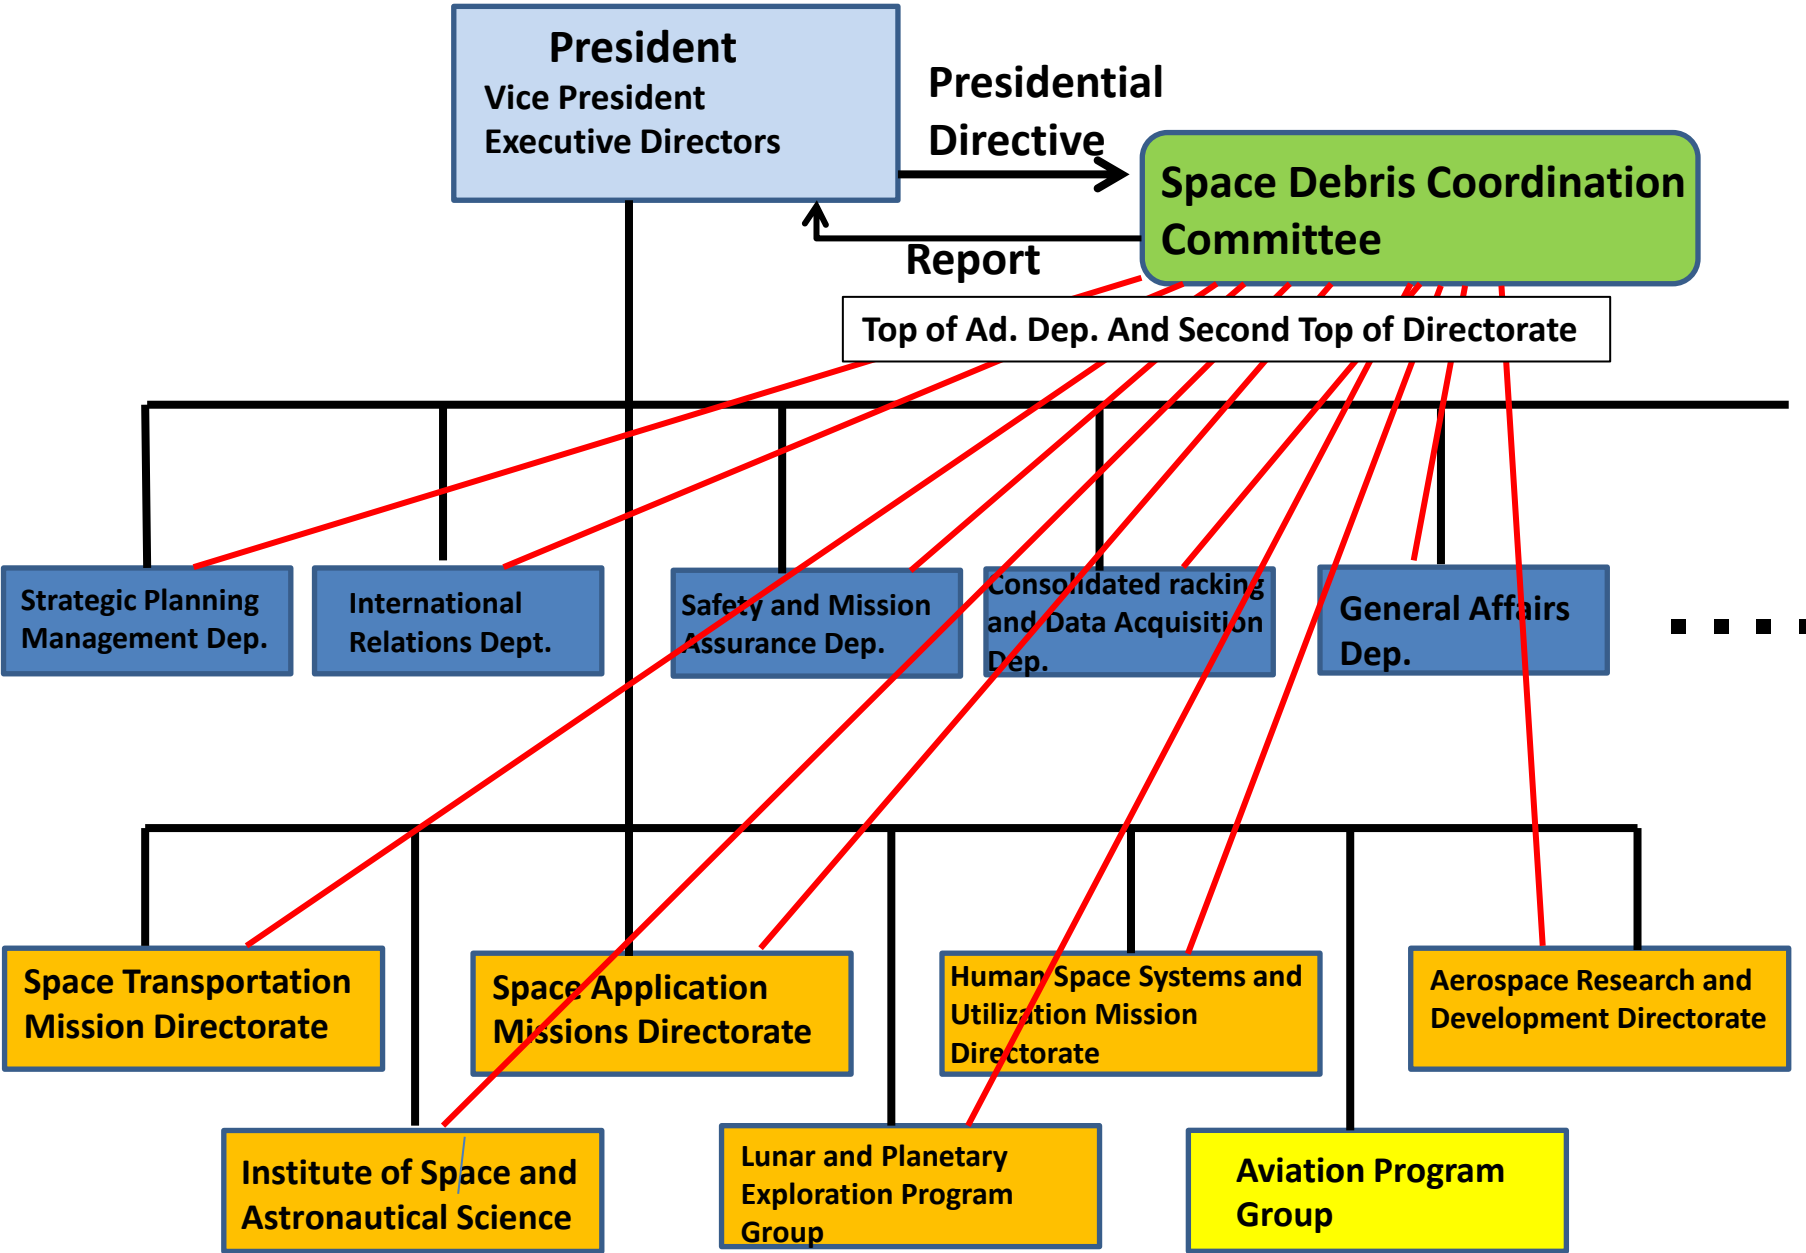 President
Vice President
Executive Directors
Presidential
Directive
Space Debris Coordination
Committee
Report
Top of Ad. Dep. And Second Top of Directorate
Strategic Planning
Management Dep.
International
Relations Dept.
Safety and Mission
Assurance Dep.
Consolidated racking
and Data Acquisition
Dep.
General Affairs
Dep.
Space Transportation
Mission Directorate
Space Application
Missions Directorate
Human Space Systems and
Utilization Mission
Directorate
Aerospace Research and
Development Directorate
Institute of Space and
Astronautical Science
Lunar and Planetary
Exploration Program
Group
Aviation Program
Group